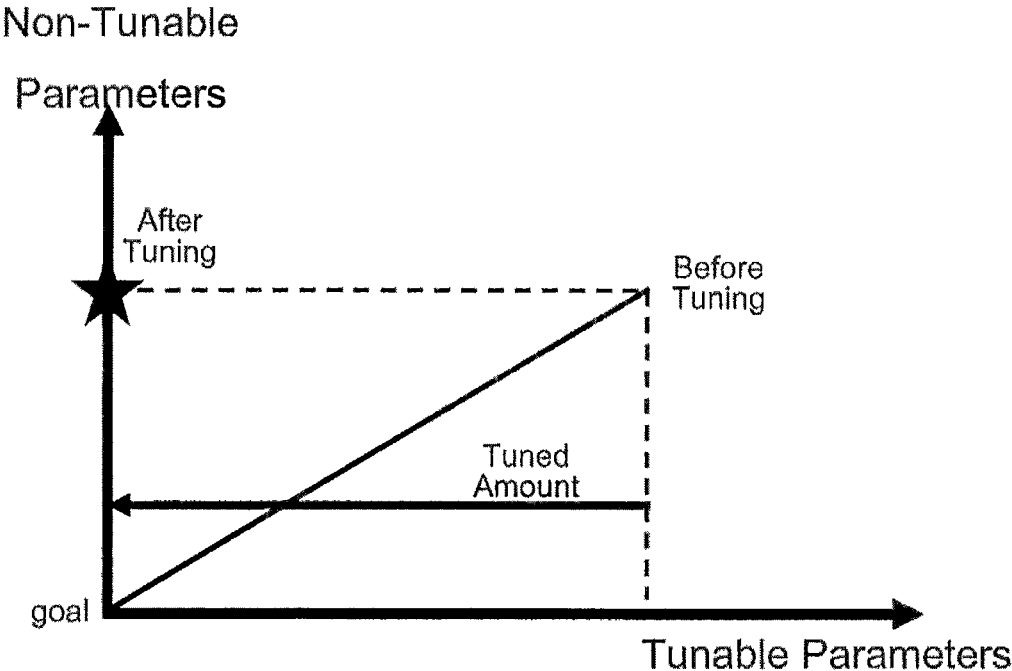 Non-Tunable
Parameters
After
Tuning
Before
Tuning
Tuned
Amount
goal
Tunable Parameters